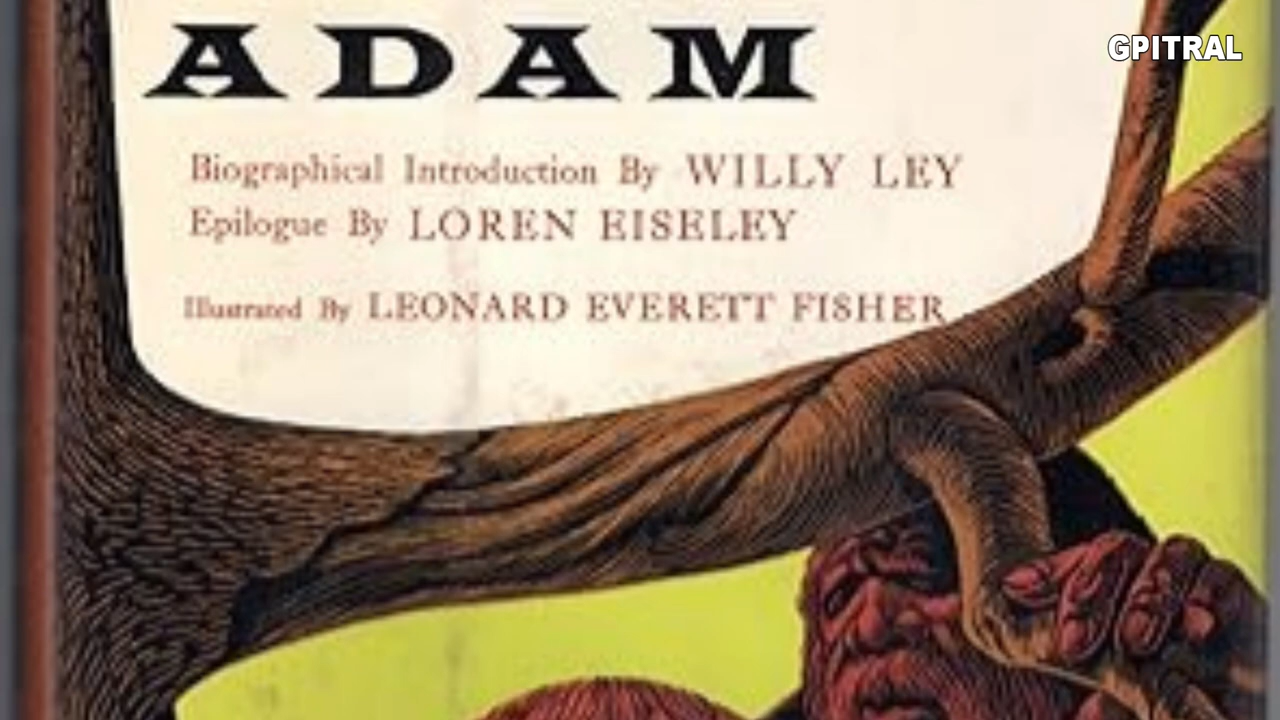 GPITRAL
ADAM
Biographical Introduction By WILLY LEY
Epilogue By LOREN EISELEY
Illustrated By LEONARD EVERETT FISHER